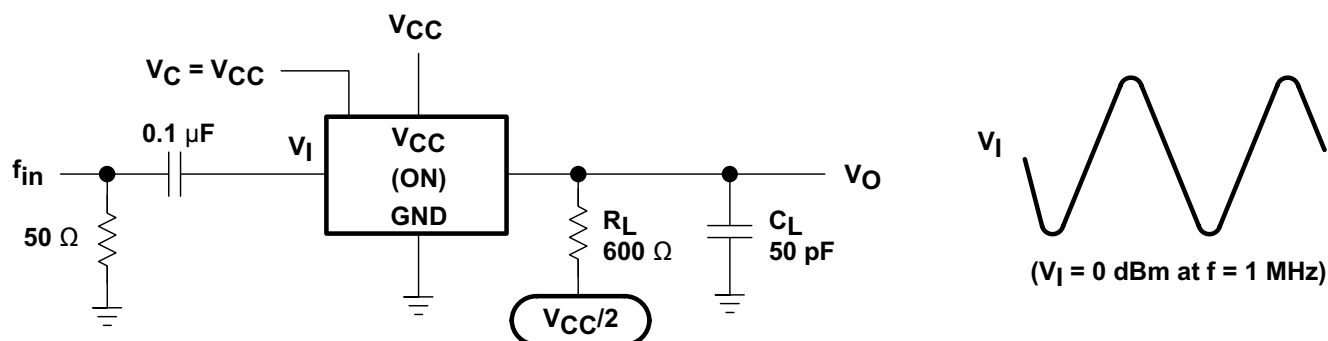 VCC
VC = VCC
0.1 µF
VI
VCC
(ON)
GND
fin
50 Ω
RL
600 Ω
CL
50 pF
VO
VCC/2
VI
(VI = 0 dBm at f = 1 MHz)